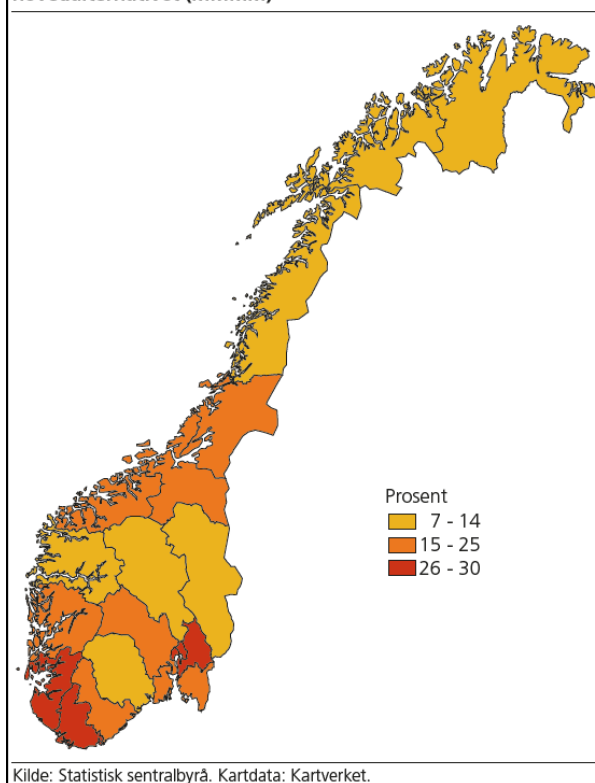 Prosent
7 - 14
15 - 25
26 - 30
Kilde: Statistisk sentralbyrå. Kartdata: Kartverket.